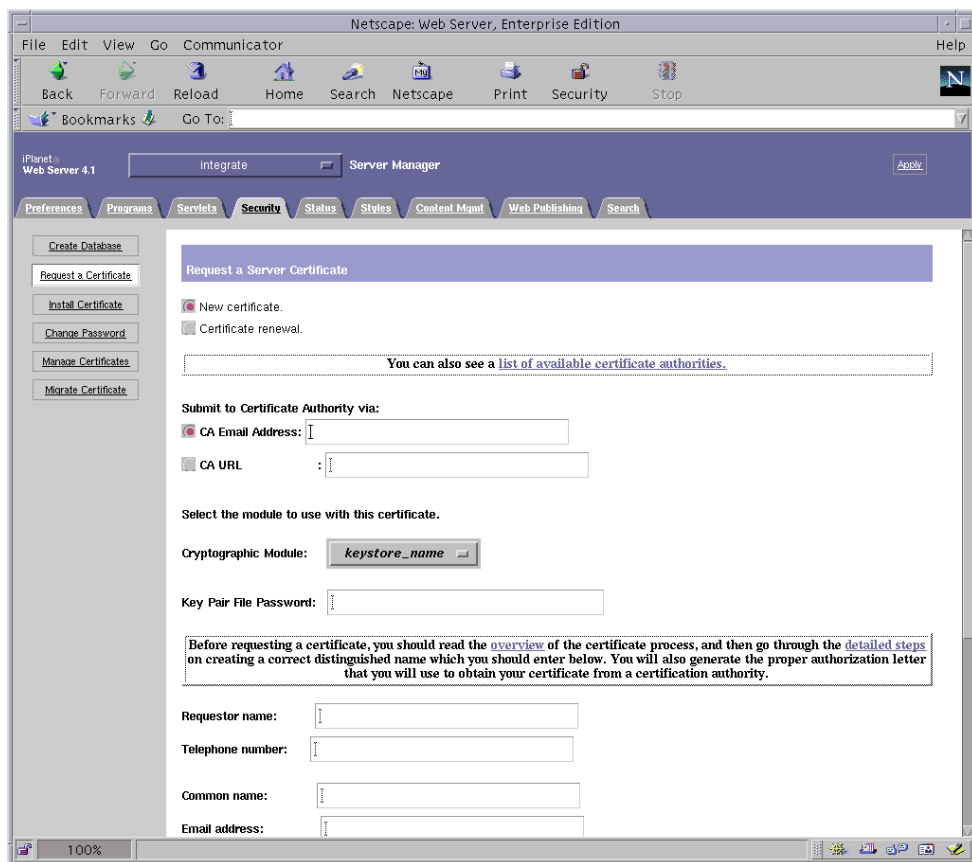 Netscape: Web Server, Enterprise Edition
File Edit View Go Communicator Help
Back Forward Reload Home Search Netscape Print Security Stop
My
N
Bookmarks Go To:
iPlanet
Web Server 4.1
integrate Server Manager Apply
Preferences Programs Servlets Security Status Styles Content Mgmt Web Publishing Search
Create Database
Request a Certificate
Install Certificate
Change Password
Manage Certificates
Migrate Certificate
Request a Server Certificate
New certificate.
Certificate renewal.
You can also see a list of available certificate authorities.
Submit to Certificate Authority via:
CA Email Address:
CA URL :
Select the module to use with this certificate.
Cryptographic Module: keystore_name
Key Pair File Password:
Before requesting a certificate, you should read the overview of the certificate process, and then go through the detailed steps
on creating a correct distinguished name which you should enter below. You will also generate the proper authorization letter
that you will use to obtain your certificate from a certification authority.
Requestor name:
Telephone number:
Common name:
Email address:
100%